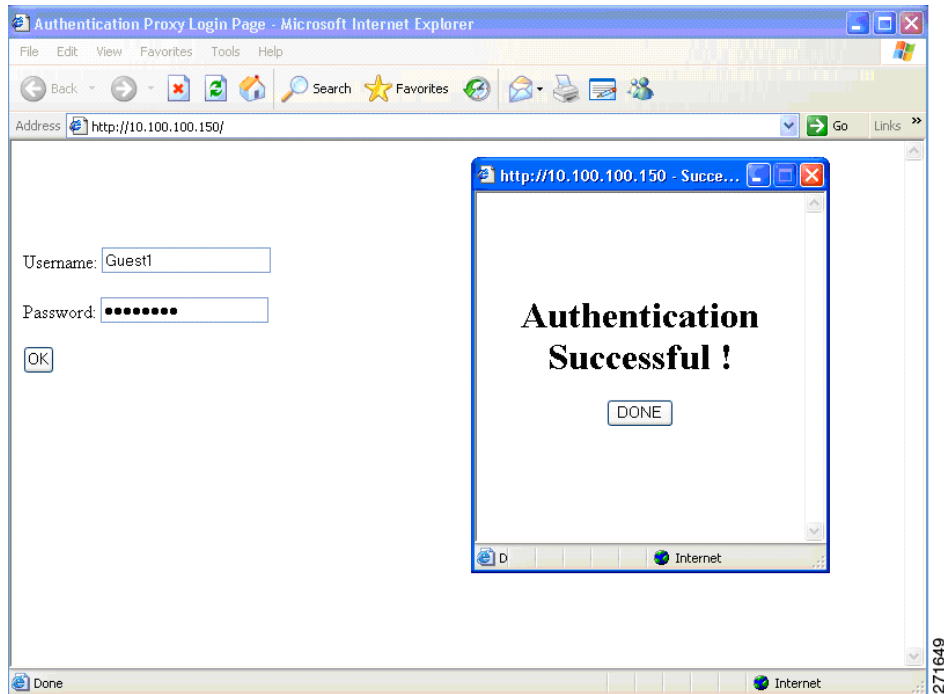 Authentication Proxy Login Page - Microsoft Internet Explorer
File Edit View Favorites Tools Help
Back Search Favorites
Address http://10.100.100.150/ Go Links »
http://10.100.100.150 - Succe...
Username: Guest1
Password: ••••••••
OK
Authentication
Successful !
DONE
D Internet
Done Internet
271649